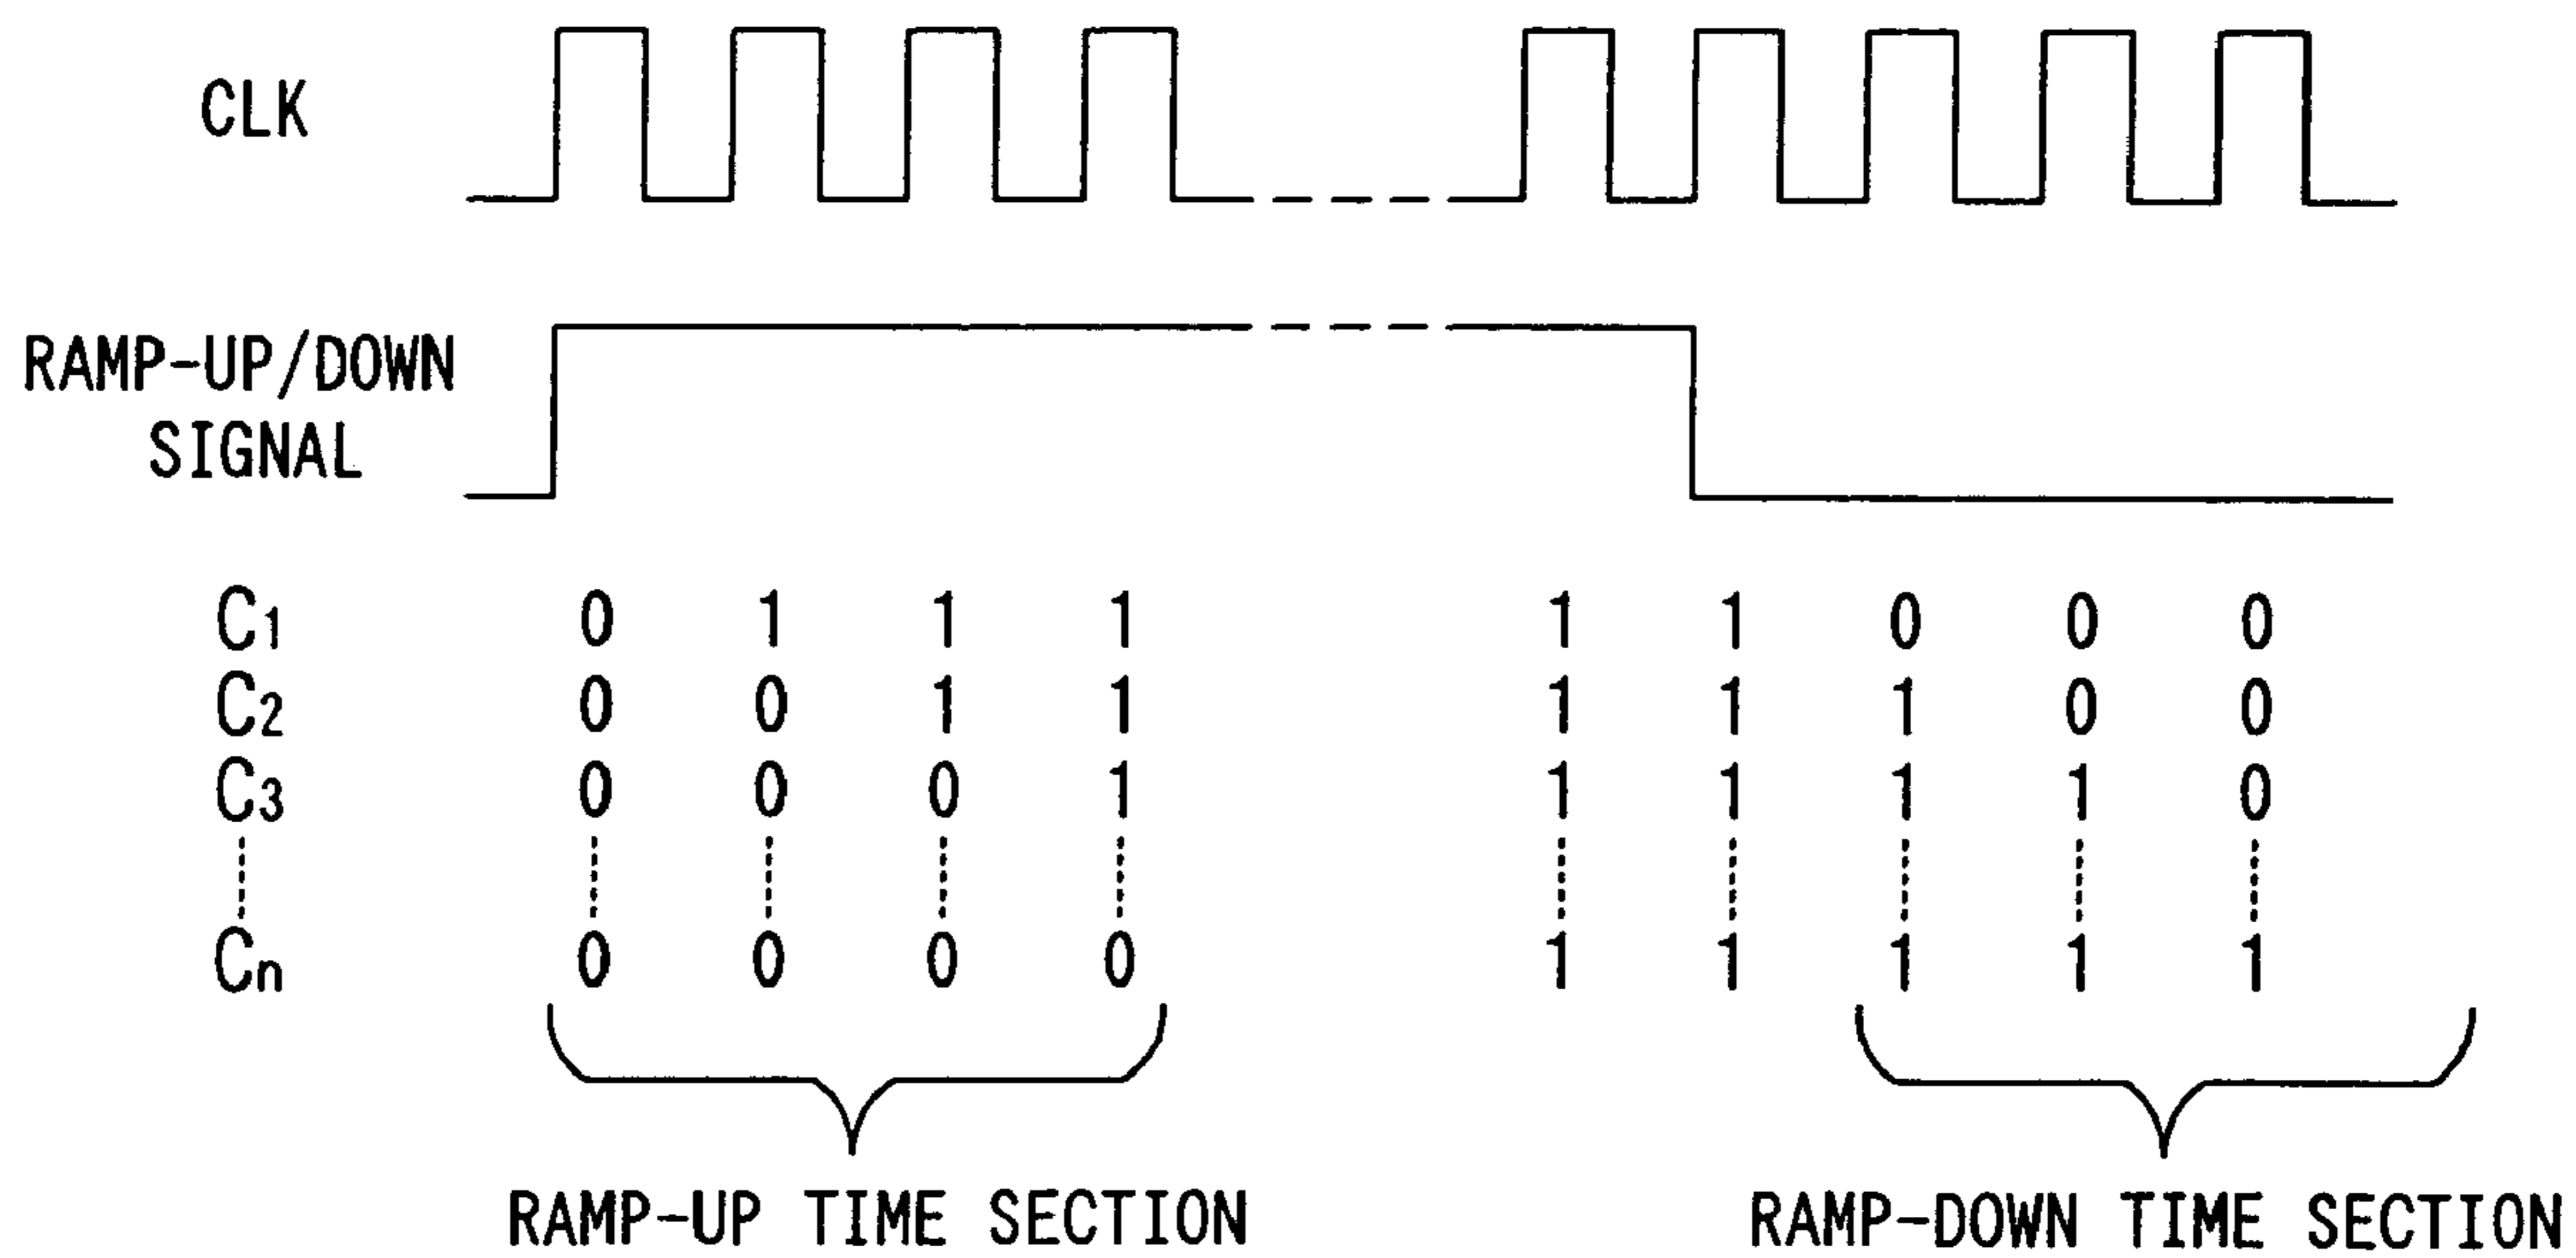 CLK
RAMP-UP/DOWN
SIGNAL
C1 0 1 1 1 1 1 0 0 0
C2 0 0 1 1 1 1 1 0 0
C3 0 0 0 1 1 1 1 1 0
Cn 0 0 0 0 1 1 1 1 1
RAMP-UP TIME SECTION RAMP-DOWN TIME SECTION